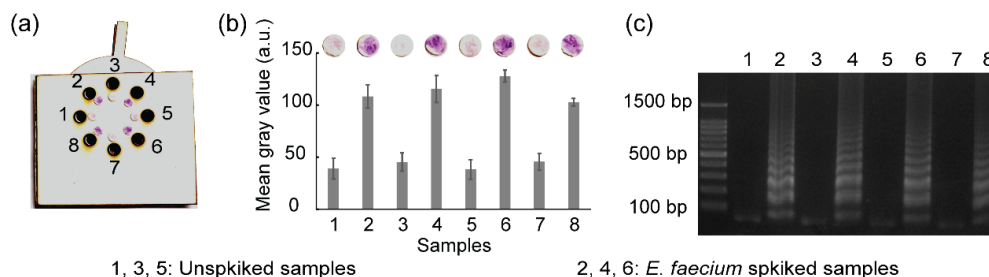 (a)
3
2 4
1 5
8 6
7
(b)
Mean gray value (a.u.)
150
100
50
0
1 2 3 4 5 6 7 8
Samples
(c)
1 2 3 4 5 6 7 8
1500 bp
500 bp
100 bp
1, 3, 5: Unspkiked samples
2, 4, 6: E. faecium spkiked samples